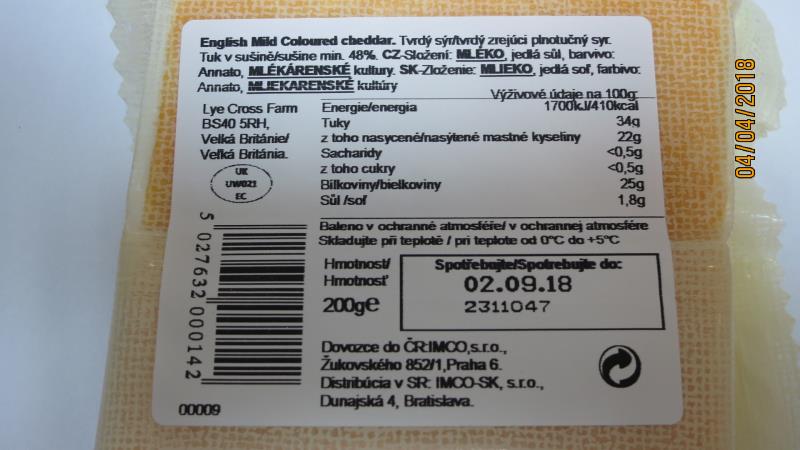 English Mild Coloured cheddar. Tvrdý sýr/tvrdý zrejúci plnotučný syr.
Tuk v sušině/sušine min. 48%. CZ-Složení: MLÉKO, jedlá sůl, barvivo:
Annato, MLÉKÁRENSKÉ kultury. SK-Zloženie: MLIEKO, jedlá soľ, farbivo:
Annato, MLIEKARENSKÉ kultúry
Výživové údaje na 100g:
Lye Cross Farm
BS40 5RH,
Velká Británie/
Veľká Británia.
UK
UW021
EC
Energie/energia 1700kJ/410kcal
Tuky 34g
z toho nasycené/nasýtené mastné kyseliny 22g
Sacharidy <0,5g
z toho cukry <0,5g
Bílkoviny/bielkoviny 25g
Sůl /soľ 1,8g
Baleno v ochranné atmosféře/ v ochrannej atmosfére
Skladujte při teplotě / pri teplote od 0°C do +5°C
Hmotnost/
Hmotnosť
200g℮
Spotřebujte/Spotrebujte do:
02.09.18
2311047
Dovozce do ČR:IMCO,s.r.o.,
Žukovského 852/1,Praha 6.
Distribúcia v SR: IMCO-SK, s.r.o.,
Dunajská 4, Bratislava.
5 027632 000142
00009
04/04/2018